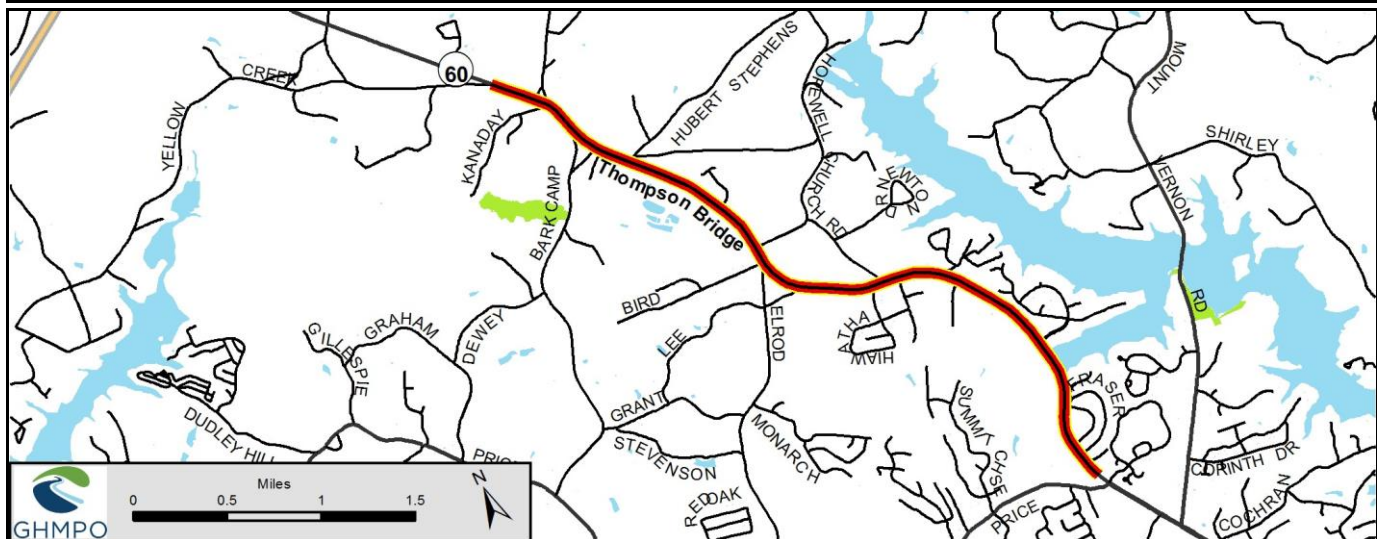 MOUNT
HUBERT STEPHENS
HOPEWELL CHURCH RD
60
CREEK
SHIRLEY
YELLOW
KANADAY
VERNON
Thompson Bridge
NEWTON
DR
BARK CAMP
RD
BIRD
ELROD
HIAWATHA
GRAHAM
GILLESPIE
DEWEY
LEE
FRASER
SUMMIT CHSE
GRANT
DUDLEY HILL
STEVENSON
MONARCH
CORINTH DR
RED OAK
PRICE
COCHRAN
Miles
0 0.5 1 1.5
N
GHMPO